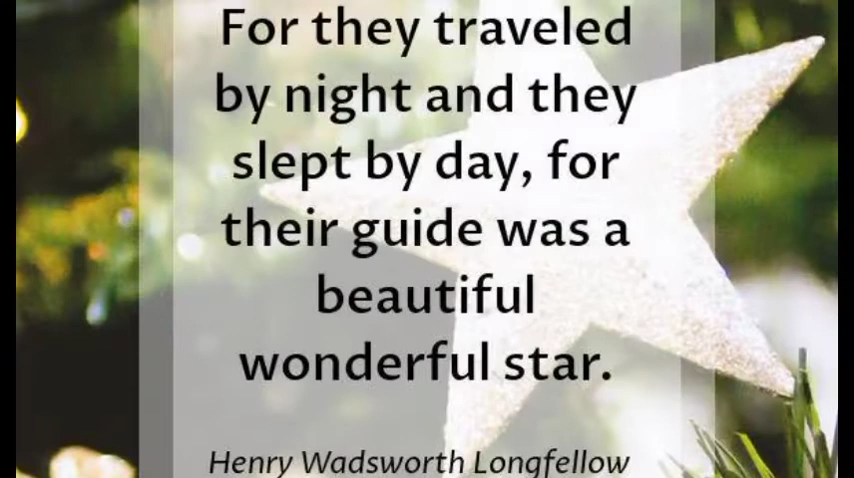 For they traveled
by night and they
slept by day, for
their guide was a
beautiful
wonderful star.
Henry Wadsworth Longfellow